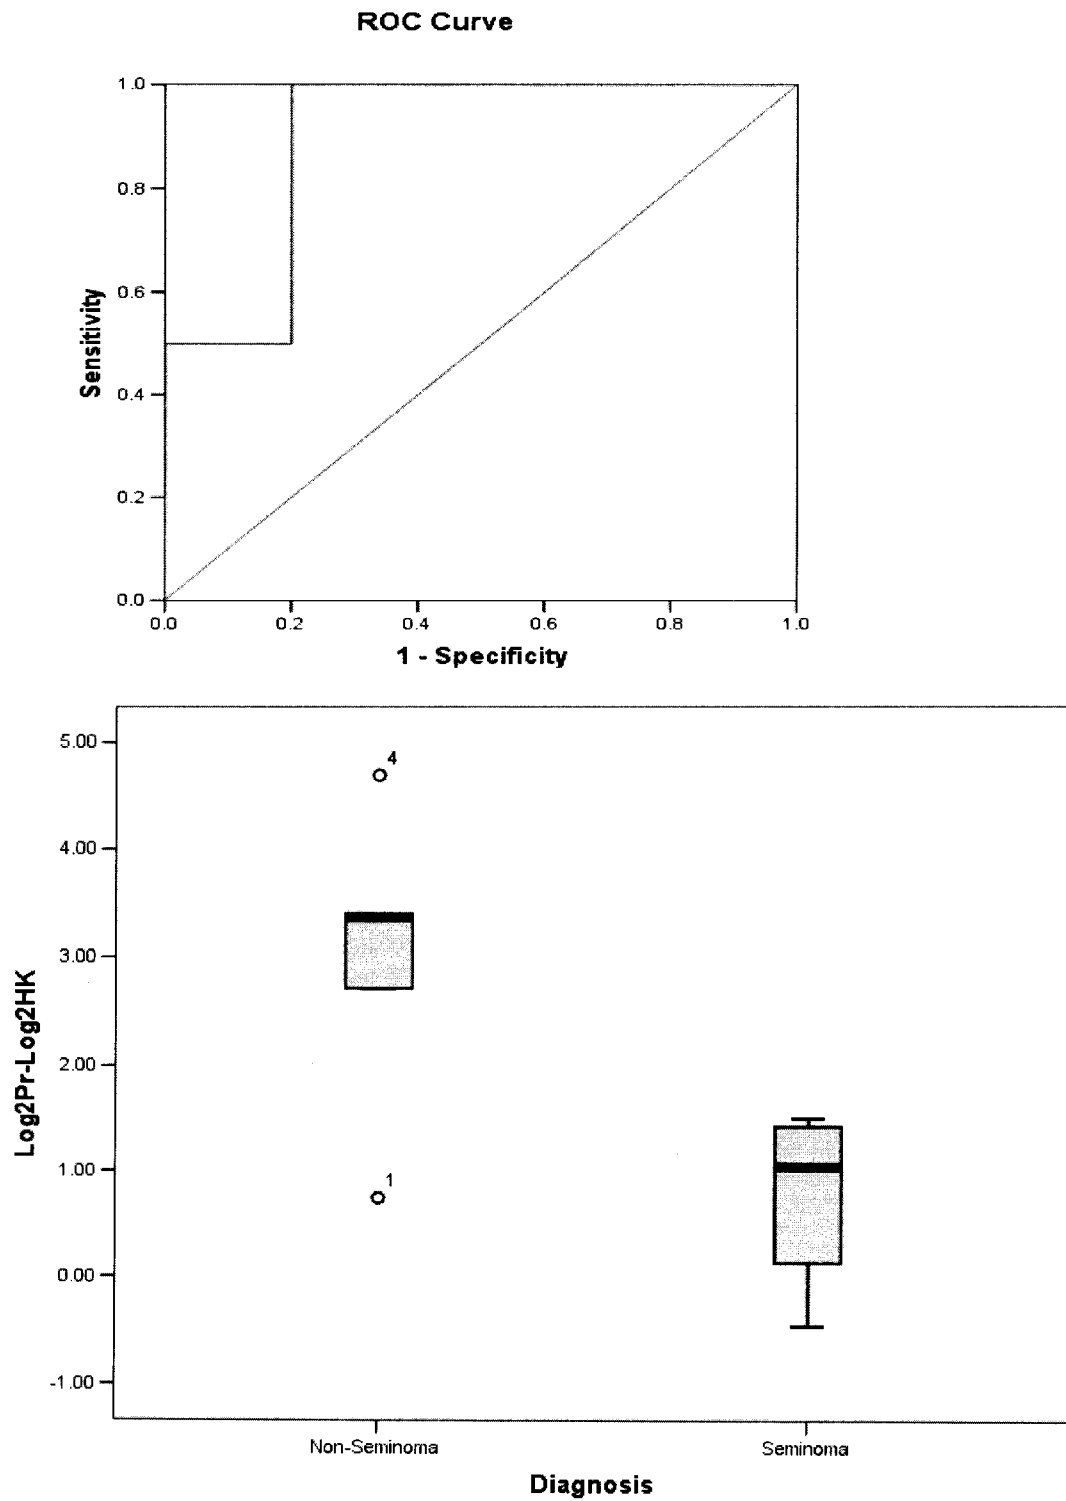 ROC Curve
1.0
0.8
0.6
0.4
0.2
0.0
Sensitivity
0.0 0.2 0.4 0.6 0.8 1.0
1 - Specificity
5.00
4.00
3.00
2.00
1.00
0.00
-1.00
Log2Pr-Log2HK
4
1
Non-Seminoma Seminoma
Diagnosis